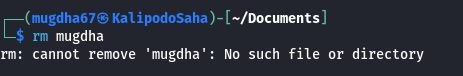 ┌──(mugdha67㉿KalipodoSaha)-[~/Documents]
└─$ rm mugdha
rm: cannot remove 'mugdha': No such file or directory